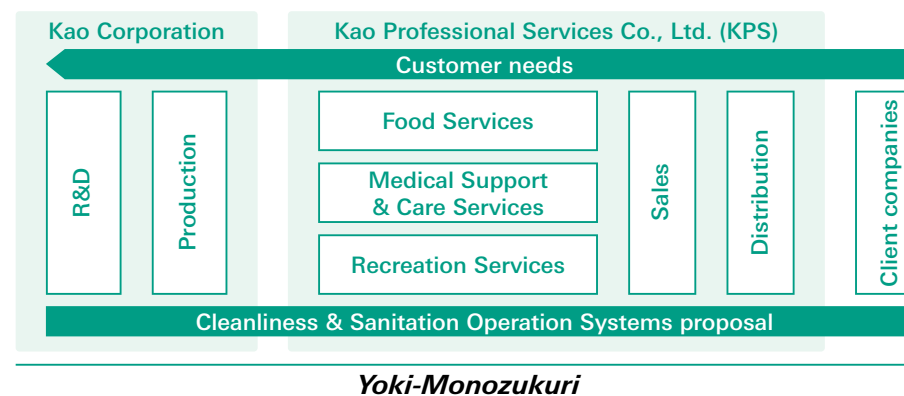 Kao Corporation
Kao Professional Services Co., Ltd. (KPS)
Customer needs
R&D
Production
Food Services
Medical Support
& Care Services
Recreation Services
Sales
Distribution
Client companies
Cleanliness & Sanitation Operation Systems proposal
Yoki-Monozukuri